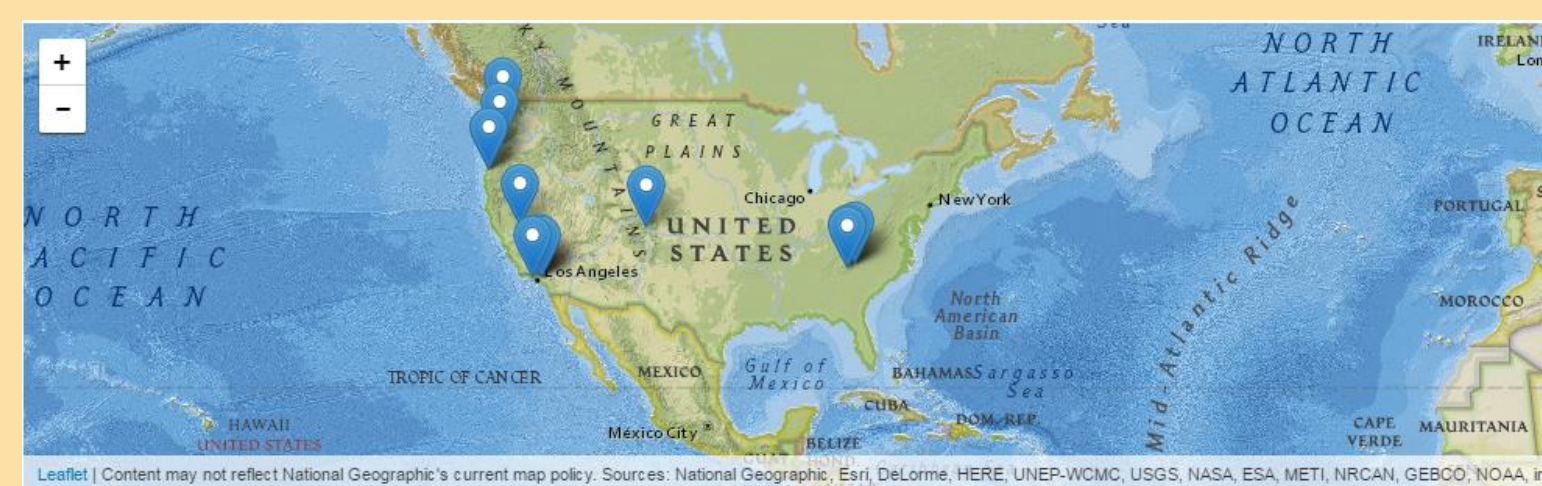 +
−
NORTH
ATLANTIC
OCEAN
IRELAN
Lon
GREAT
PLAINS
MOUNTAINS
Chicago
New York
UNITED
STATES
PORTUGAL
NORTH
ACIFIC
OCEAN
Los Angeles
Mid-Atlantic Ridge
North
American
Basin
MOROCCO
TROPIC OF CANCER
MEXICO
Gulf of
Mexico
BAHAMAS
Sargasso
Sea
CUBA
DOM. REP.
HAWAII
UNITED STATES
México City
BELIZE
CAPE
VERDE
MAURITANIA
Leaflet | Content may not reflect National Geographic's current map policy. Sources: National Geographic, Esri, DeLorme, HERE, UNEP-WCMC, USGS, NASA, ESA, METI, NRCAN, GEBCO, NOAA, in